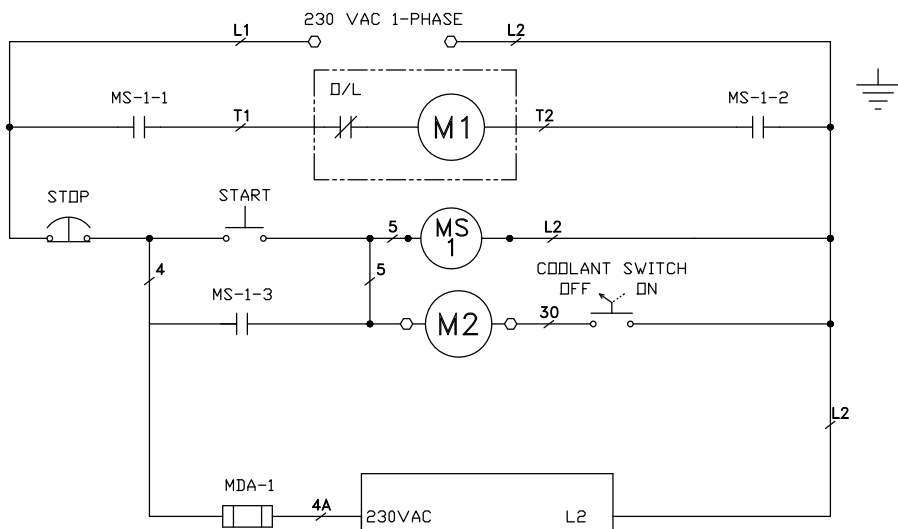 230 VAC 1-PHASE
L1
L2
O/L
MS-1-1
T1
M1
T2
MS-1-2
STOP
START
5
MS
1
L2
4
5
COOLANT SWITCH
OFF ON
MS-1-3
M2
30
L2
MDA-1
4A
230VAC
L2